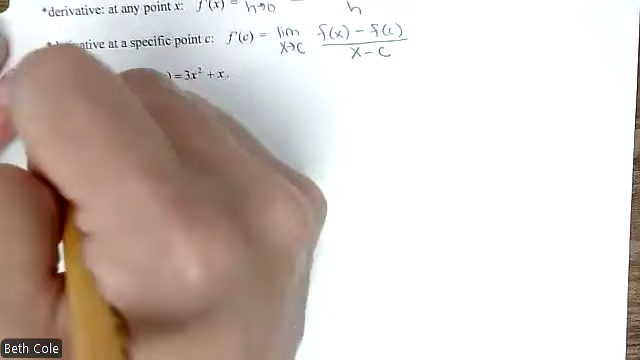 *derivative: at any point x: f'(x) = h→0 h
derivative at a specific point c: f'(c) = lim x→c f(x) – f(c) / x – c
) = 3x² + x.
Beth Cole